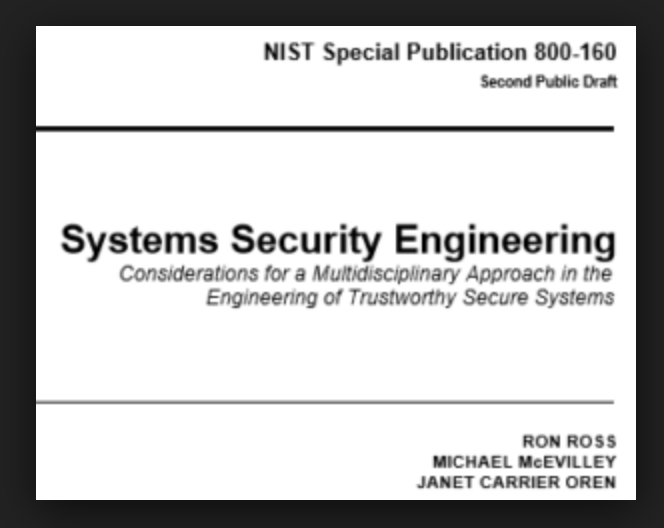 NIST Special Publication 800-160
Second Public Draft
Systems Security Engineering
Considerations for a Multidisciplinary Approach in the
Engineering of Trustworthy Secure Systems
RON ROSS
MICHAEL McEVILLEY
JANET CARRIER OREN